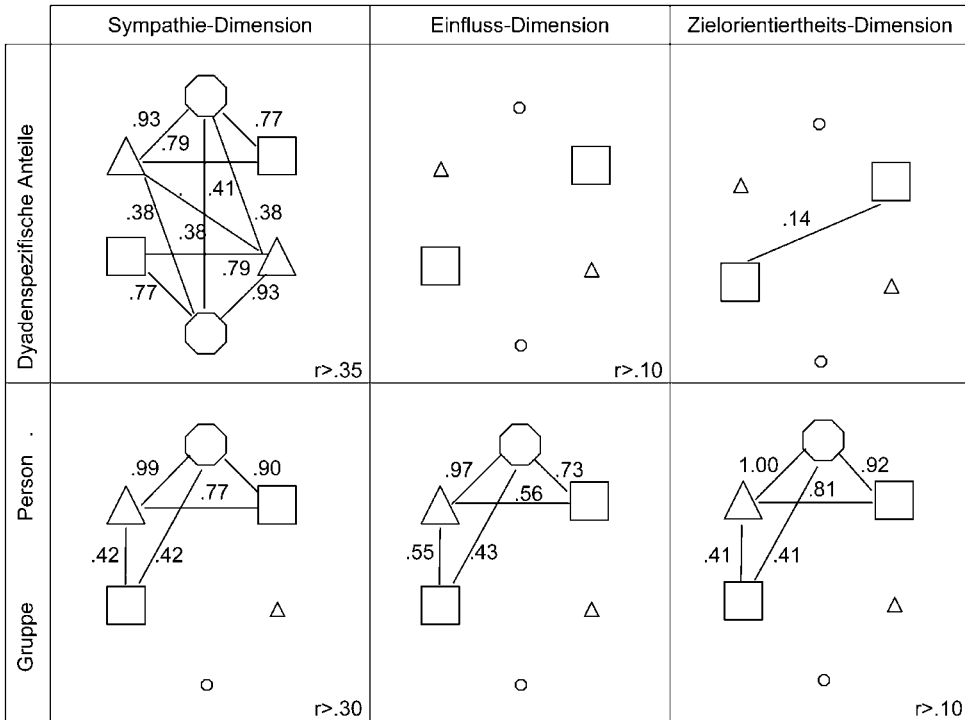 Sympathie-Dimension Einfluss-Dimension Zielorientiertheits-Dimension
Dyadenspezifische Anteile
.93 .77
.79
.41
.38 .38
.38
.79
.77 .93
r>.35
r>.10
.14
Person .
Gruppe
.99 .90
.77
.42 .42
r>.30
.97 .73
.56
.55 .43
1.00 .92
.81
.41 .41
r>.10